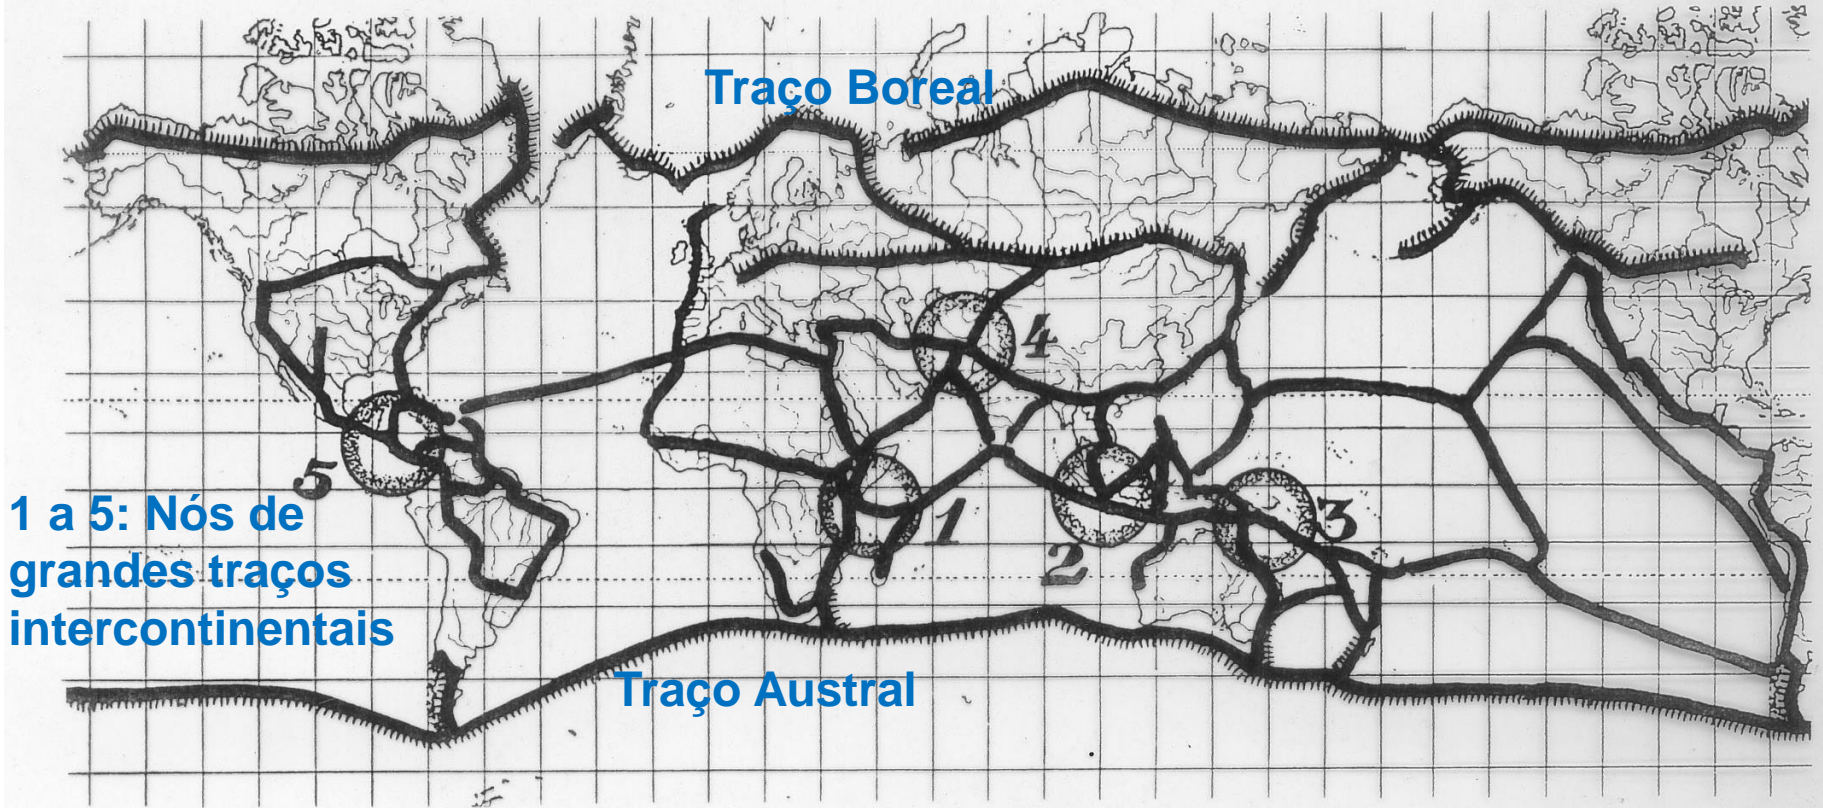 Traço Boreal
4
5
1 a 5: Nós de
grandes traços
intercontinentais
1
2
3
Traço Austral